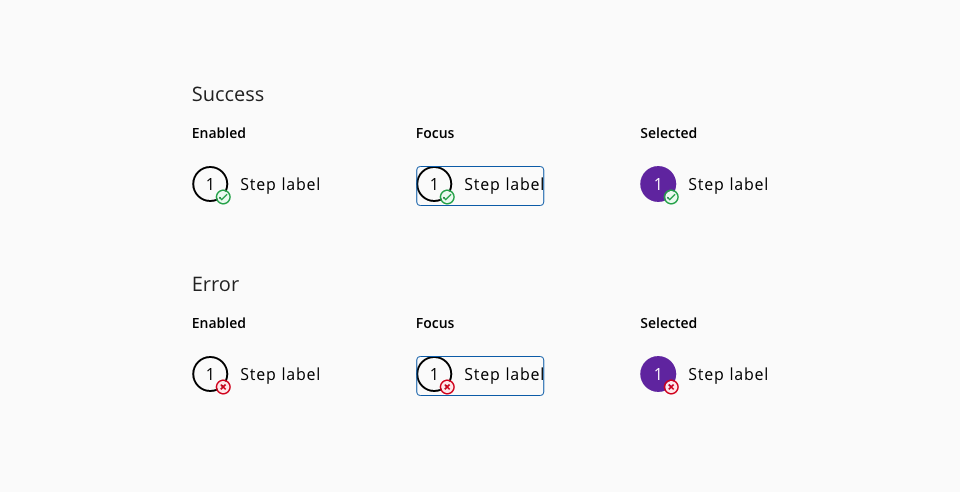 Success
Enabled Focus Selected
1 Step label 1 Step label 1 Step label
Error
Enabled Focus Selected
1 Step label 1 Step label 1 Step label